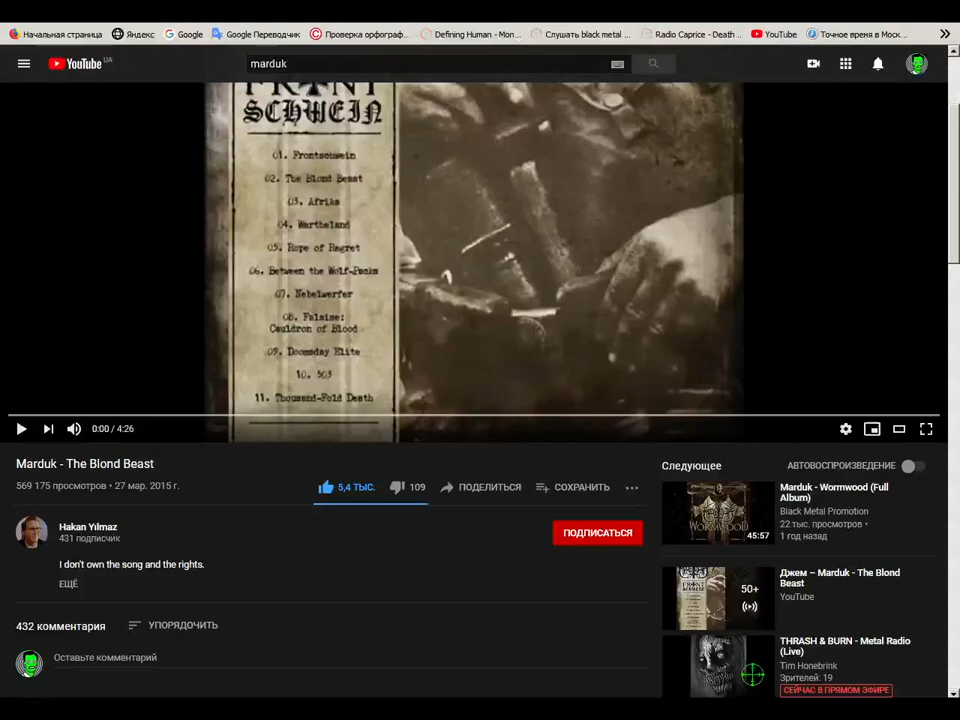 Начальная страница
Яндекс
Google
Google Переводчик
Проверка орфограф...
Defining Human - Mon...
Слушать black metal ...
Radio Caprice - Death...
YouTube
Точное время в Моск...
YouTube UA
marduk
FRONT
SCHWEIN
01. Frontschwein
02. The Blond Beast
03. Afrika
04. Wartheland
05. Rope of Regret
06. Between the Wolf-Packs
07. Nebelwerfer
08. Falaise:
Cauldron of Blood
09. Doomsday Elite
10. 503
11. Thousand-Fold Death
0:00 / 4:26
Marduk - The Blond Beast
569 175 просмотров • 27 мар. 2015 г.
5,4 ТЫС.
109
ПОДЕЛИТЬСЯ
СОХРАНИТЬ
Hakan Yılmaz
431 подписчик
ПОДПИСАТЬСЯ
I don't own the song and the rights.
ЕЩЁ
432 комментария
УПОРЯДОЧИТЬ
Оставьте комментарий
Следующее
АВТОВОСПРОИЗВЕДЕНИЕ
WORMWOOD
45:57
Marduk - Wormwood (Full
Album)
Black Metal Promotion
22 тыс. просмотров •
1 год назад
50+
Джем – Marduk - The Blond
Beast
YouTube
THRASH & BURN - Metal Radio
(Live)
Tim Honebrink
Зрителей: 19
СЕЙЧАС В ПРЯМОМ ЭФИРЕ